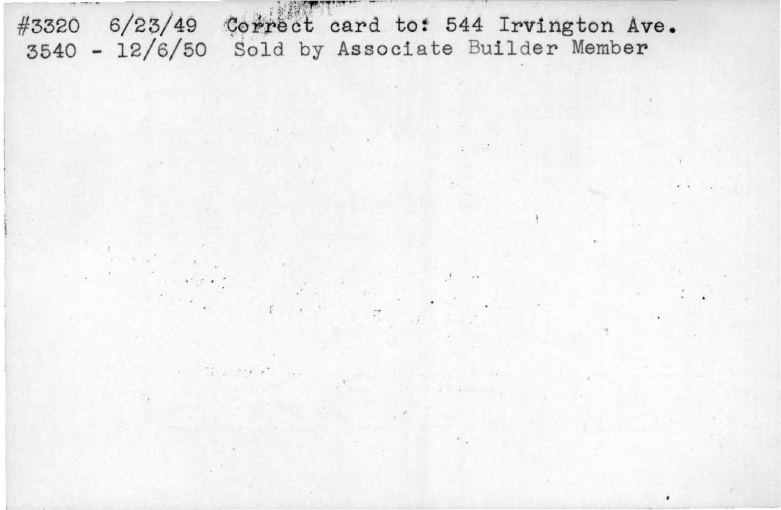 #3320 6/23/49 Correct card to: 544 Irvington Ave.
3540 - 12/6/50 Sold by Associate Builder Member